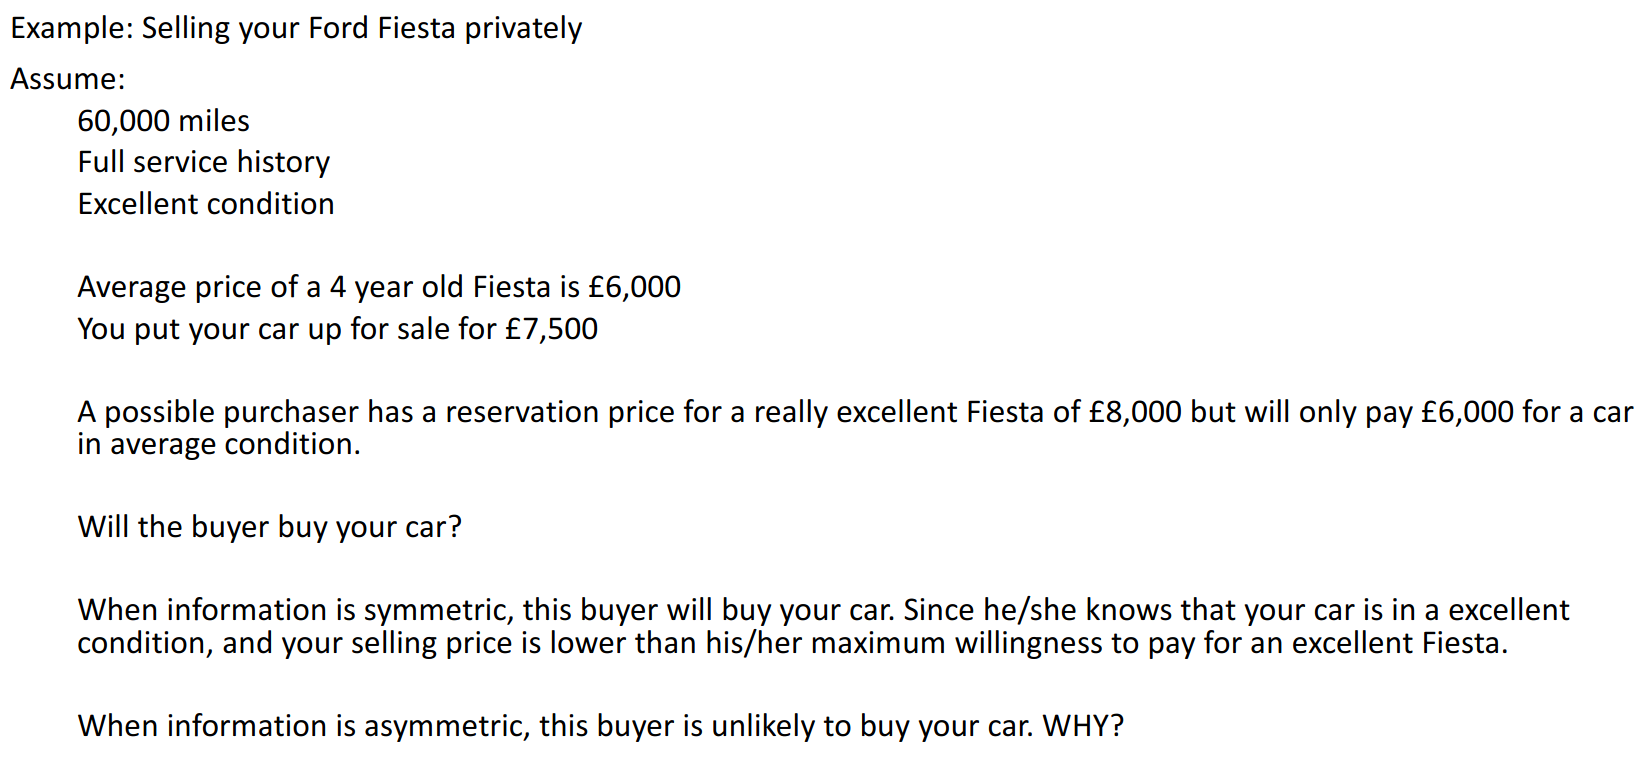 Example: Selling your Ford Fiesta privately
Assume:
60,000 miles
Full service history
Excellent condition
Average price of a 4 year old Fiesta is £6,000
You put your car up for sale for £7,500
A possible purchaser has a reservation price for a really excellent Fiesta of £8,000 but will only pay £6,000 for a car
in average condition.
Will the buyer buy your car?
When information is symmetric, this buyer will buy your car. Since he/she knows that your car is in a excellent
condition, and your selling price is lower than his/her maximum willingness to pay for an excellent Fiesta.
When information is asymmetric, this buyer is unlikely to buy your car. WHY?